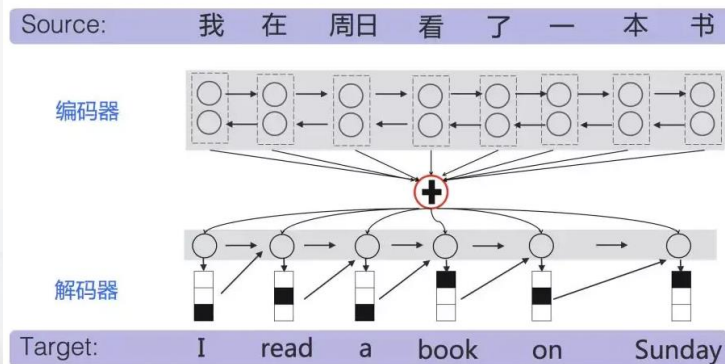 Source: 我 在 周日 看 了 一 本 书
编码器
解码器
Target: I read a book on Sunday